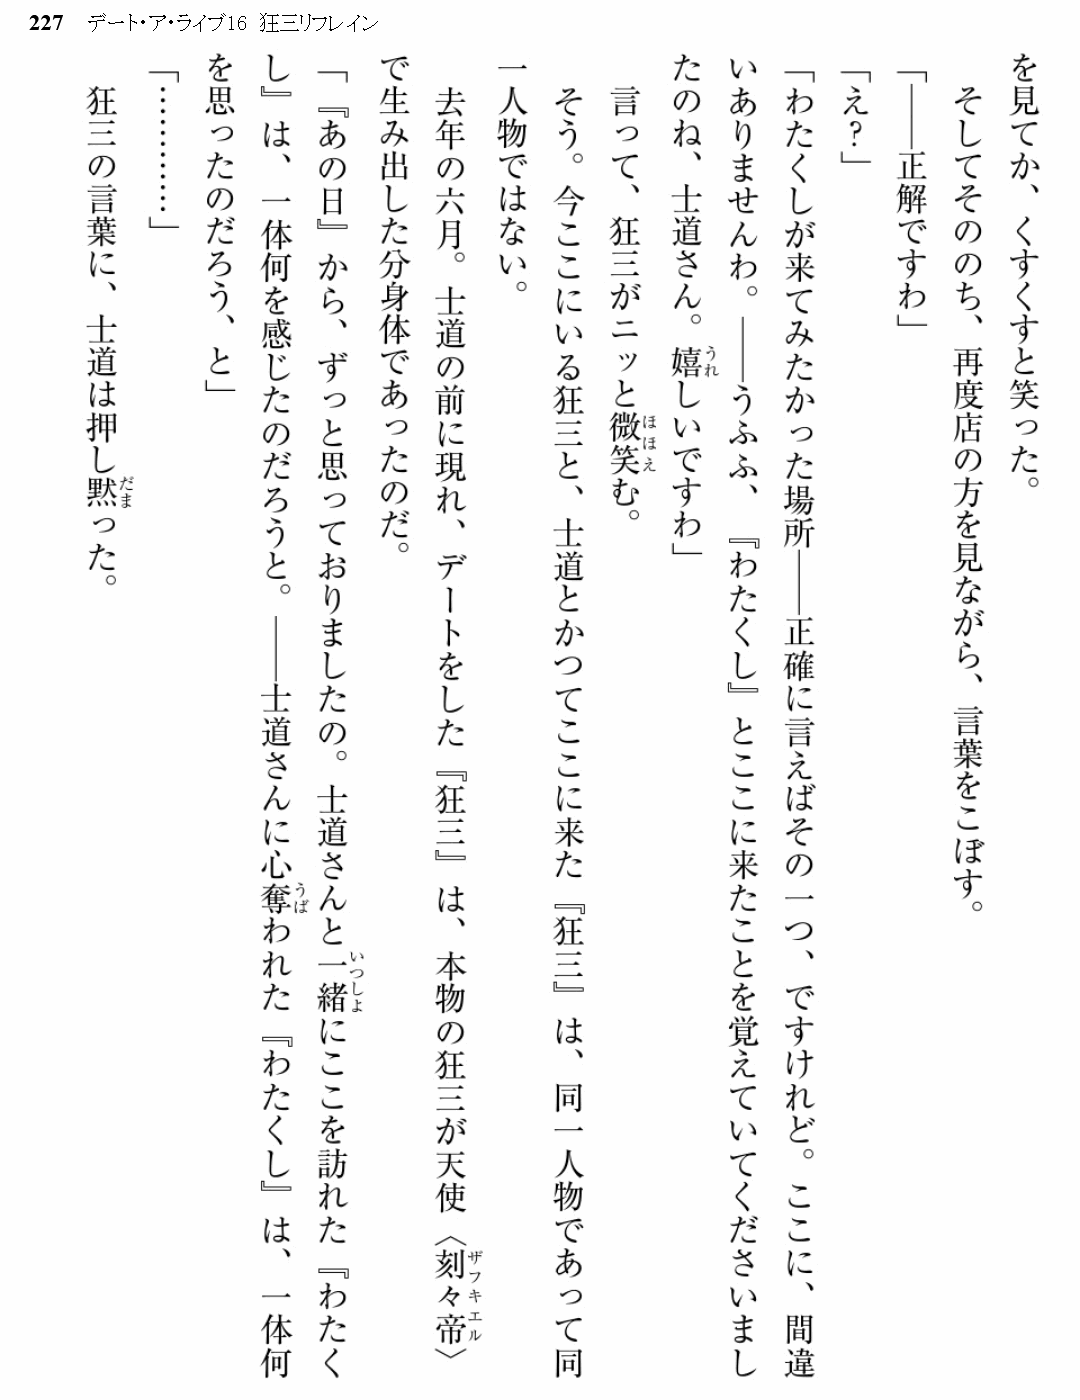 227 デート・ア・ライブ16 狂三リフレイン
を見てか、くすくすと笑った。
そしてそののち、再度店の方を見ながら、言葉をこぼす。
「――正解ですわ」
「え？」
「わたくしが来てみたかった場所――正確に言えばその一つ、ですけれど。ここに、間違
いありませんわ。――うふふ、『わたくし』とここに来たことを覚えていてくださいまし
たのね、士道さん。嬉しいですわ」
言って、狂三がニッと微笑む。
そう。今ここにいる狂三と、士道とかつてここに来た『狂三』は、同一人物であって同
一人物ではない。
去年の六月。士道の前に現れ、デートをした『狂三』は、本物の狂三が天使〈刻々帝〉
で生み出した分身体であったのだ。
「『あの日』から、ずっと思っておりましたの。士道さんと一緒にここを訪れた『わたく
し』は、一体何を感じたのだろうと。――士道さんに心奪われた『わたくし』は、一体何
を思ったのだろう、と」
「…………」
狂三の言葉に、士道は押し黙った。